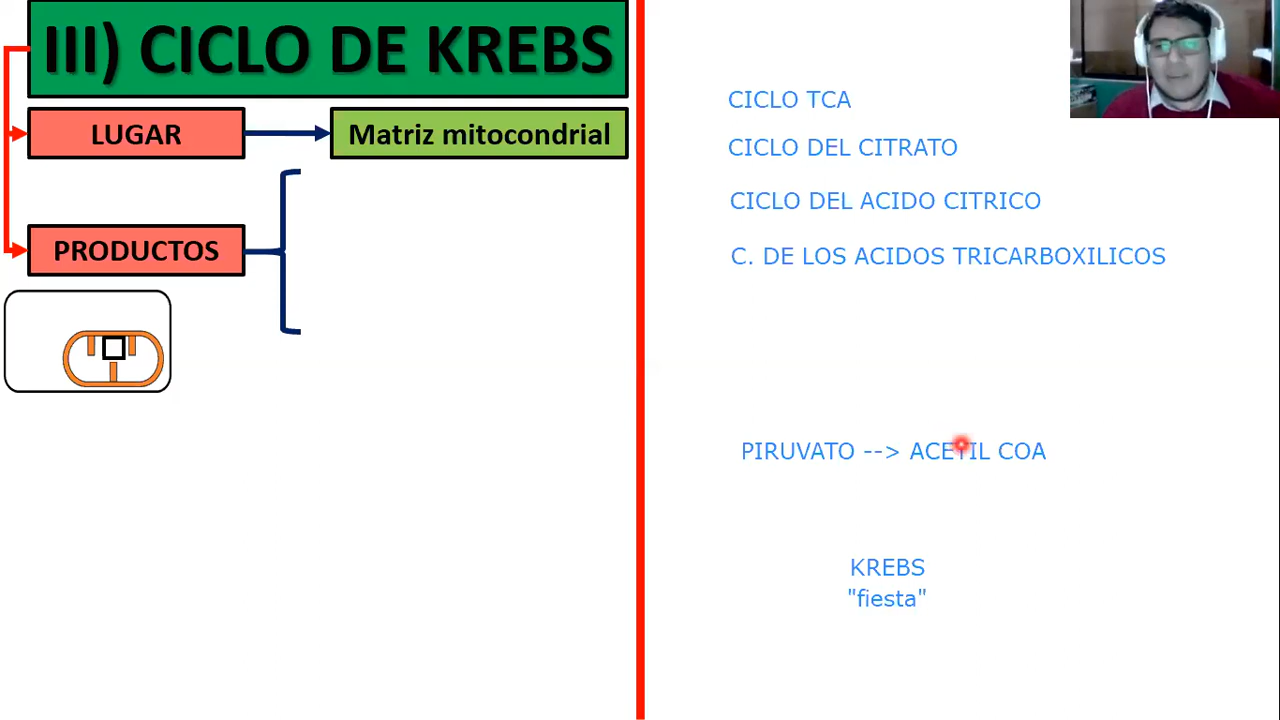 III) CICLO DE KREBS
LUGAR
Matriz mitocondrial
PRODUCTOS
CICLO TCA
CICLO DEL CITRATO
CICLO DEL ACIDO CITRICO
C. DE LOS ACIDOS TRICARBOXILICOS
PIRUVATO --> ACETIL COA
KREBS
"fiesta"